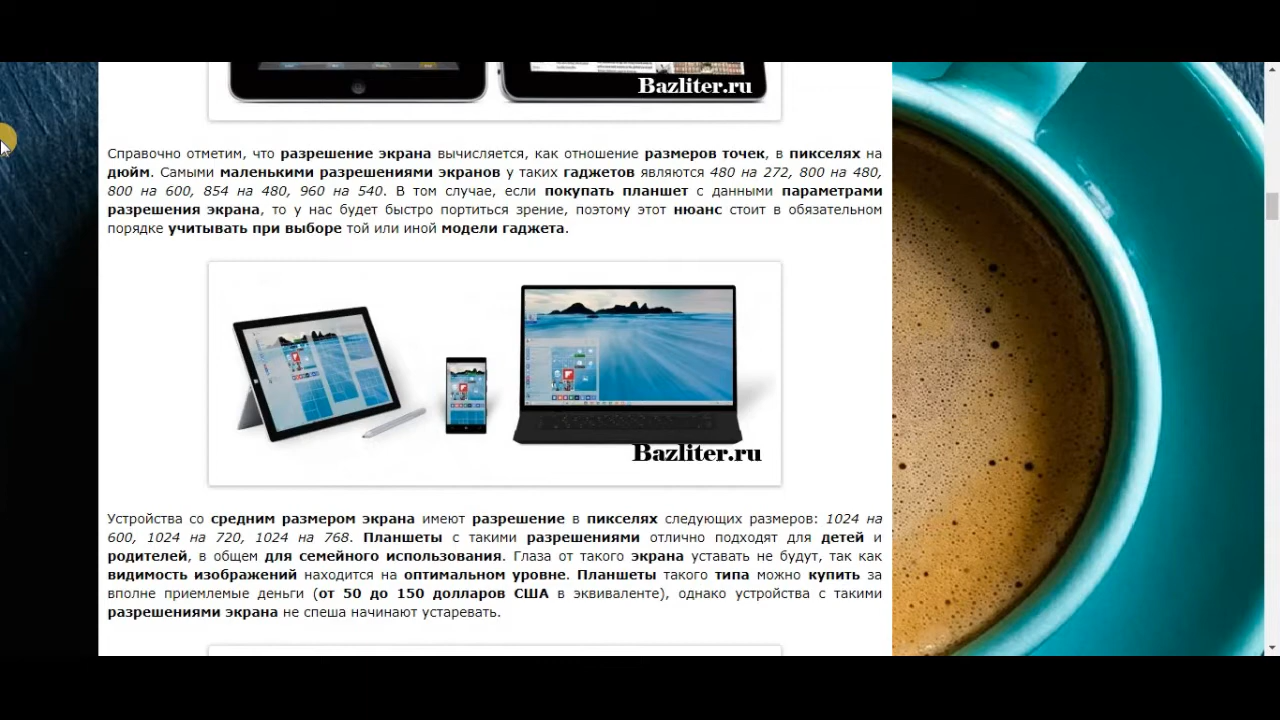 Bazliter.ru
Справочно отметим, что разрешение экрана вычисляется, как отношение размеров точек, в пикселях на
дюйм. Самыми маленькими разрешениями экранов у таких гаджетов являются 480 на 272, 800 на 480,
800 на 600, 854 на 480, 960 на 540. В том случае, если покупать планшет с данными параметрами
разрешения экрана, то у нас будет быстро портиться зрение, поэтому этот нюанс стоит в обязательном
порядке учитывать при выборе той или иной модели гаджета.
Bazliter.ru
Устройства со средним размером экрана имеют разрешение в пикселях следующих размеров: 1024 на
600, 1024 на 720, 1024 на 768. Планшеты с такими разрешениями отлично подходят для детей и
родителей, в общем для семейного использования. Глаза от такого экрана уставать не будут, так как
видимость изображений находится на оптимальном уровне. Планшеты такого типа можно купить за
вполне приемлемые деньги (от 50 до 150 долларов США в эквиваленте), однако устройства с такими
разрешениями экрана не спеша начинают устаревать.